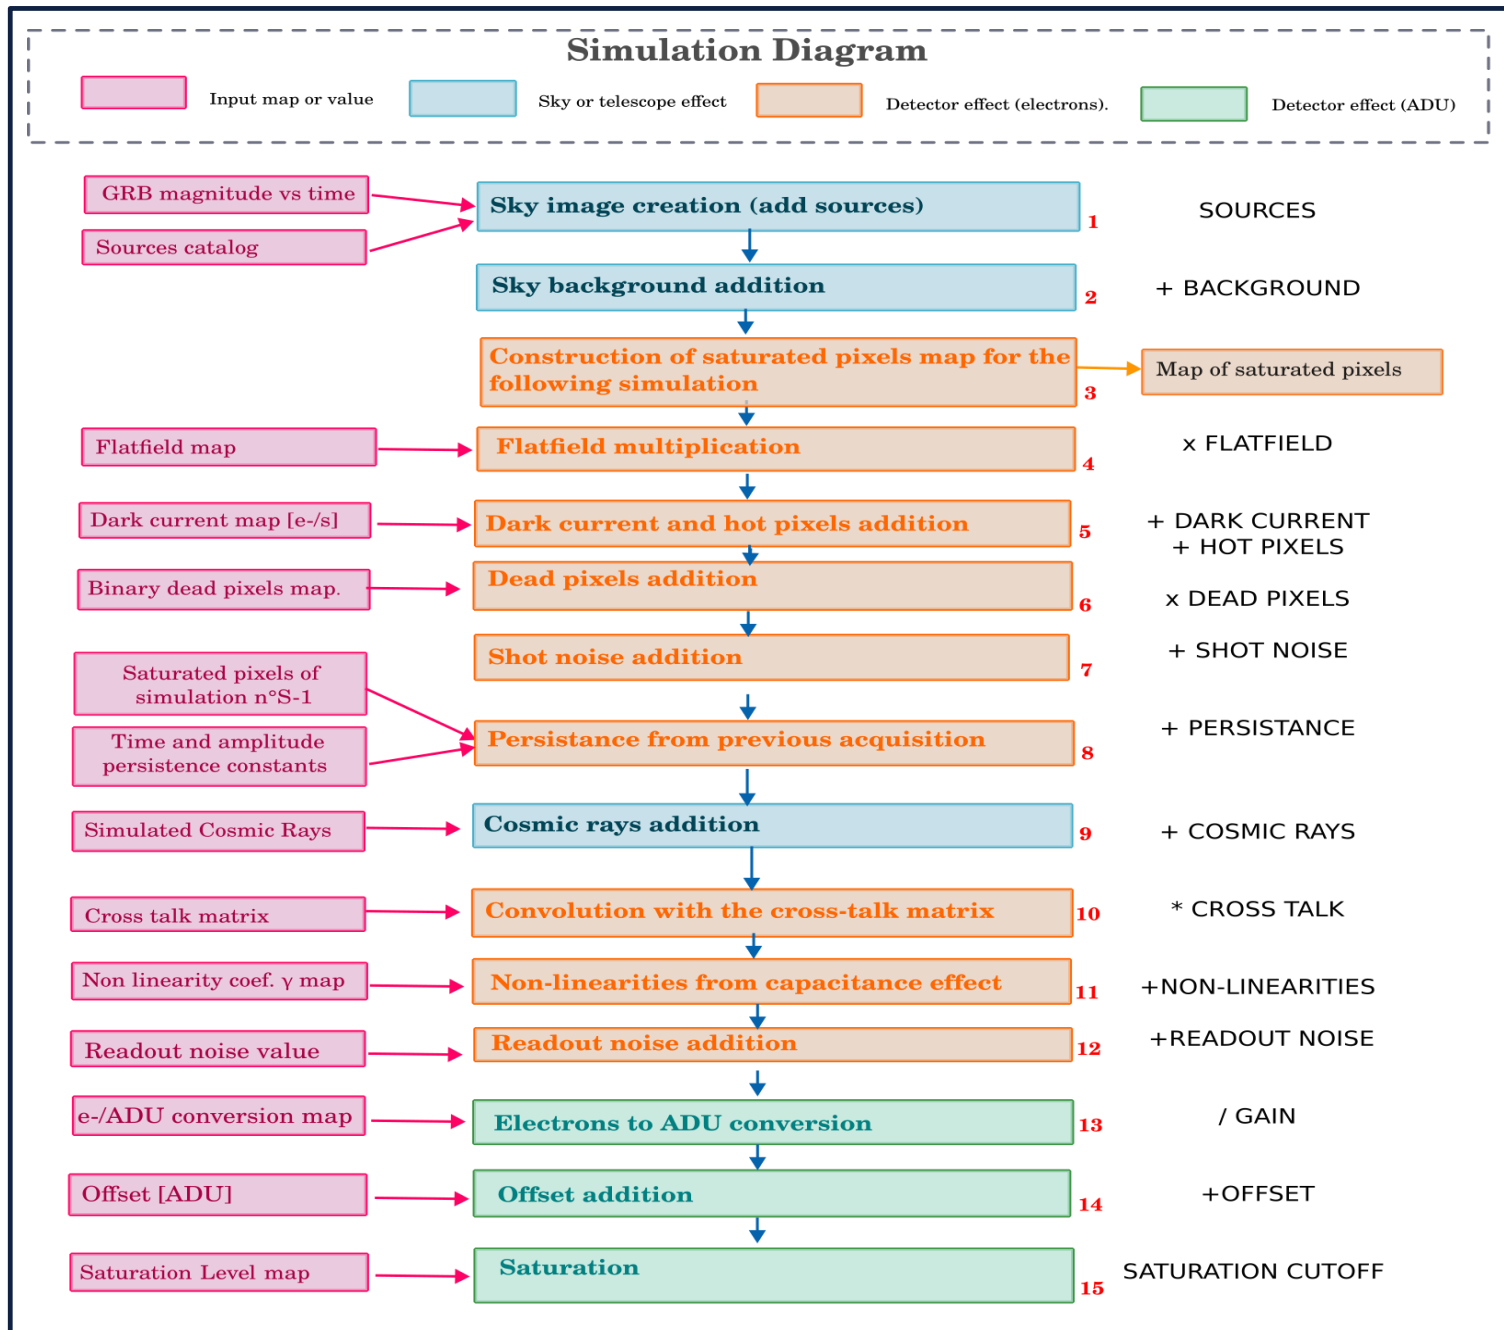 Simulation Diagram
Input map or value
Sky or telescope effect
Detector effect (electrons).
Detector effect (ADU)
GRB magnitude vs time
Sources catalog
Sky image creation (add sources)
1
SOURCES
Sky background addition
2
+ BACKGROUND
Construction of saturated pixels map for the
following simulation
3
Map of saturated pixels
Flatfield map
Flatfield multiplication
4
x FLATFIELD
Dark current map [e-/s]
Dark current and hot pixels addition
5
+ DARK CURRENT
+ HOT PIXELS
Binary dead pixels map.
Dead pixels addition
6
x DEAD PIXELS
Shot noise addition
7
+ SHOT NOISE
Saturated pixels of
simulation n°S-1
Time and amplitude
persistence constants
Persistance from previous acquisition
8
+ PERSISTANCE
Simulated Cosmic Rays
Cosmic rays addition
9
+ COSMIC RAYS
Cross talk matrix
Convolution with the cross-talk matrix
10
* CROSS TALK
Non linearity coef. γ map
Non-linearities from capacitance effect
11
+NON-LINEARITIES
Readout noise value
Readout noise addition
12
+READOUT NOISE
e-/ADU conversion map
Electrons to ADU conversion
13
/ GAIN
Offset [ADU]
Offset addition
14
+OFFSET
Saturation Level map
Saturation
15
SATURATION CUTOFF